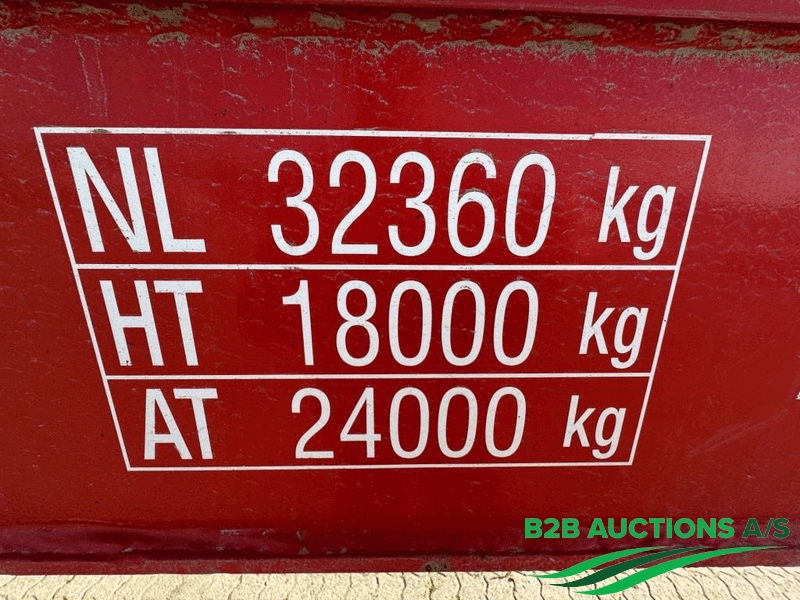 NL 32360 kg
HT 18000 kg
AT 24000 kg
B2B AUCTIONS A/S